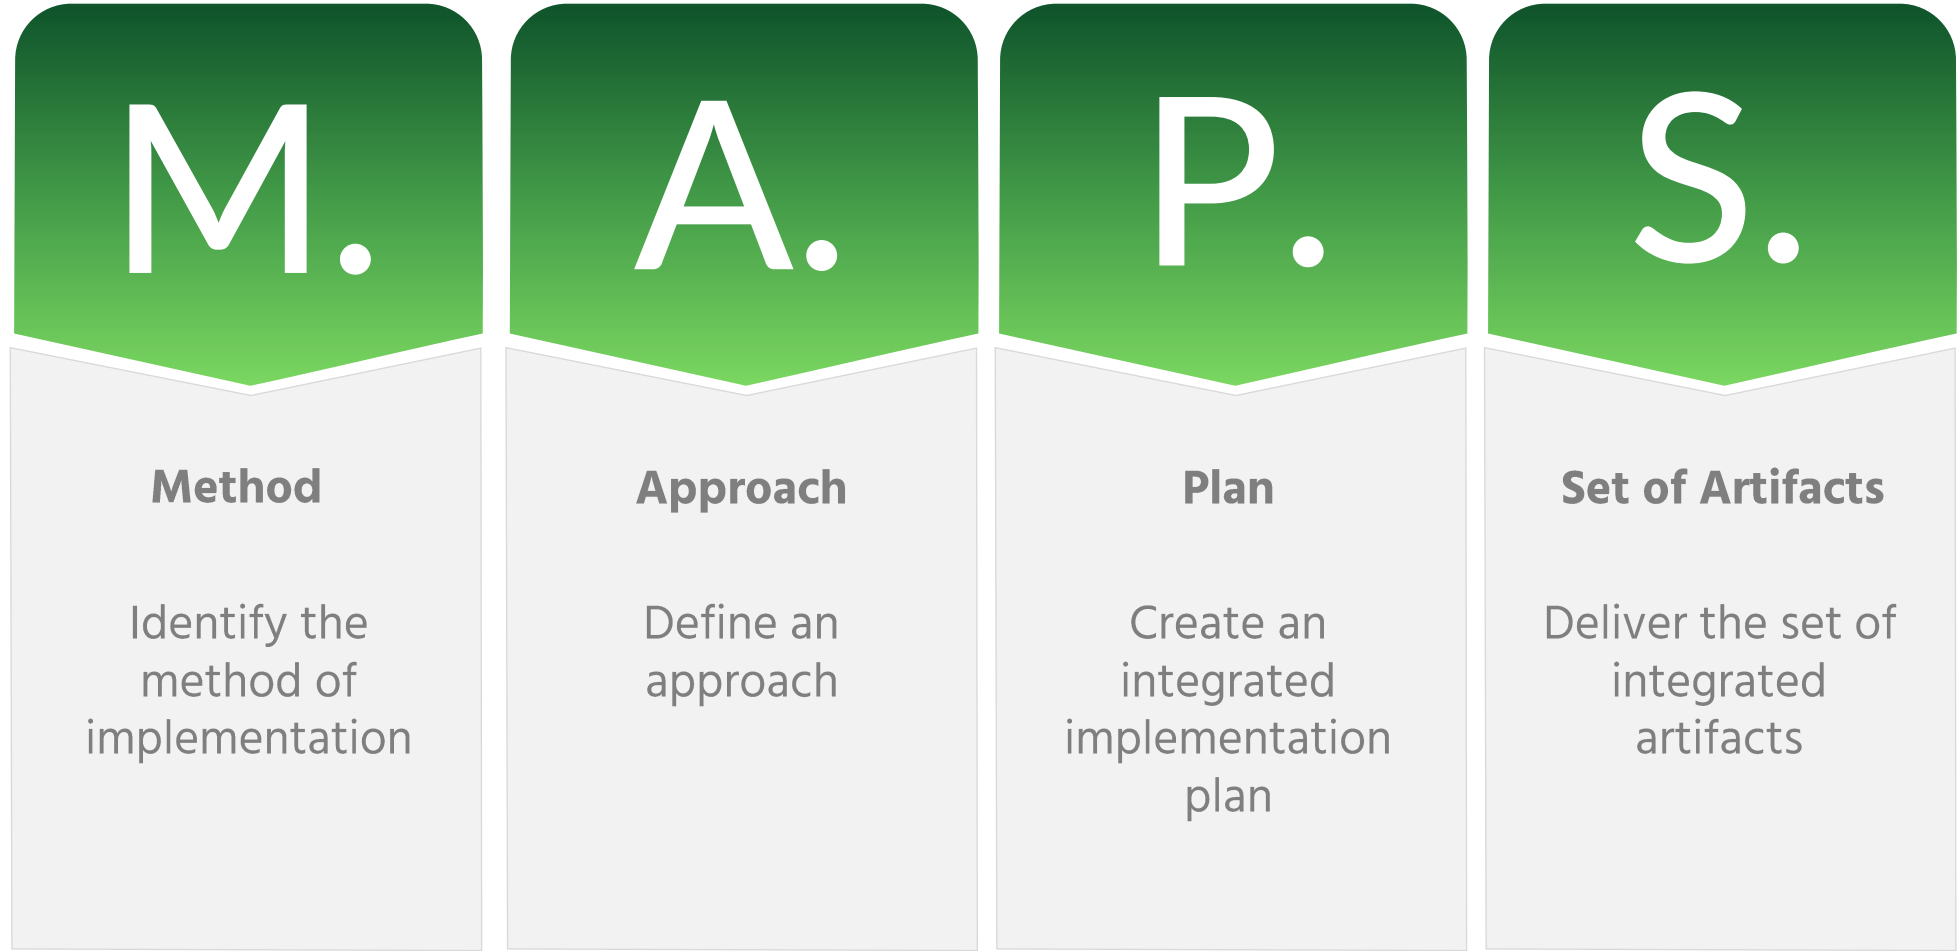 M.
A.
P.
S.
Method
Identify the
method of
implementation
Approach
Define an
approach
Plan
Create an
integrated
implementation
plan
Set of Artifacts
Deliver the set of
integrated
artifacts